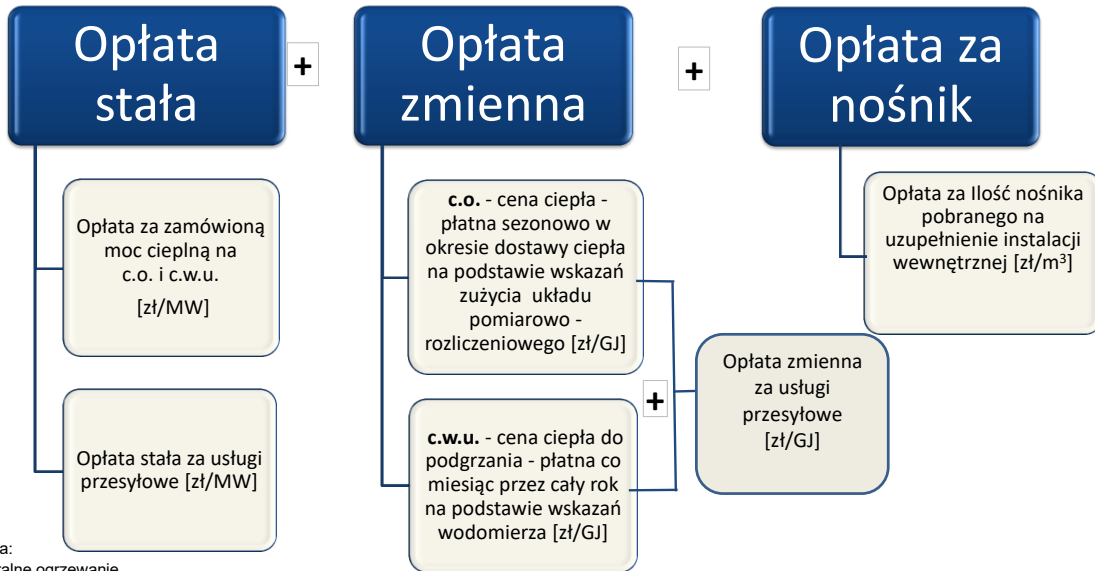 Opłata
stała
+
Opłata
zmienna
+
Opłata za
nośnik
Opłata za zamówioną
moc cieplną na
c.o. i c.w.u.
[zł/MW]
Opłata stała za usługi
przesyłowe [zł/MW]
c.o. - cena ciepła -
płatna sezonowo w
okresie dostawy ciepła
na podstawie wskazań
zużycia układu
pomiarowo -
rozliczeniowego [zł/GJ]
+
c.w.u. - cena ciepła do
podgrzania - płatna co
miesiąc przez cały rok
na podstawie wskazań
wodomierza [zł/GJ]
Opłata zmienna
za usługi
przesyłowe
[zł/GJ]
Opłata za Ilość nośnika
pobranego na
uzupełnienie instalacji
wewnętrznej [zł/m³]
a:
ogrzewanie